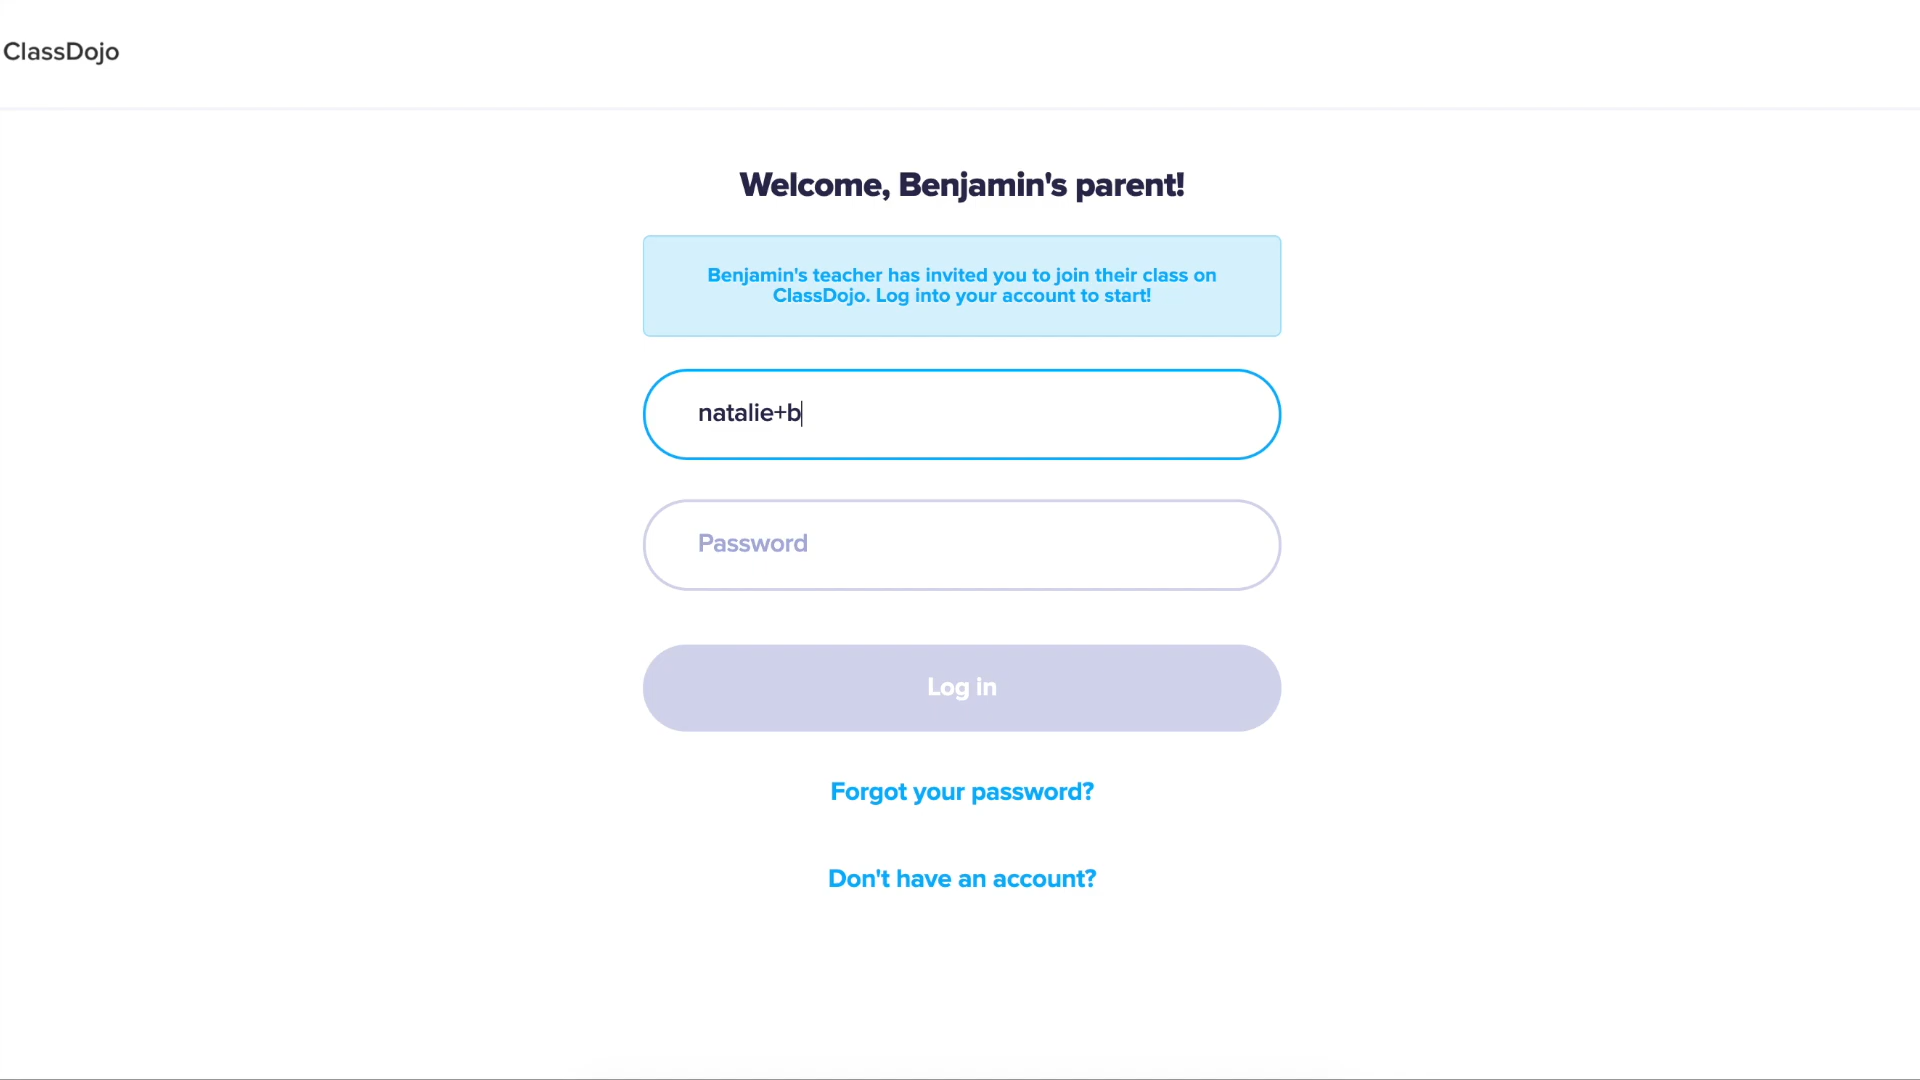 ClassDojo
Welcome, Benjamin's parent!
Benjamin's teacher has invited you to join their class on
ClassDojo. Log into your account to start!
natalie+b
Password
Log in
Forgot your password?
Don't have an account?